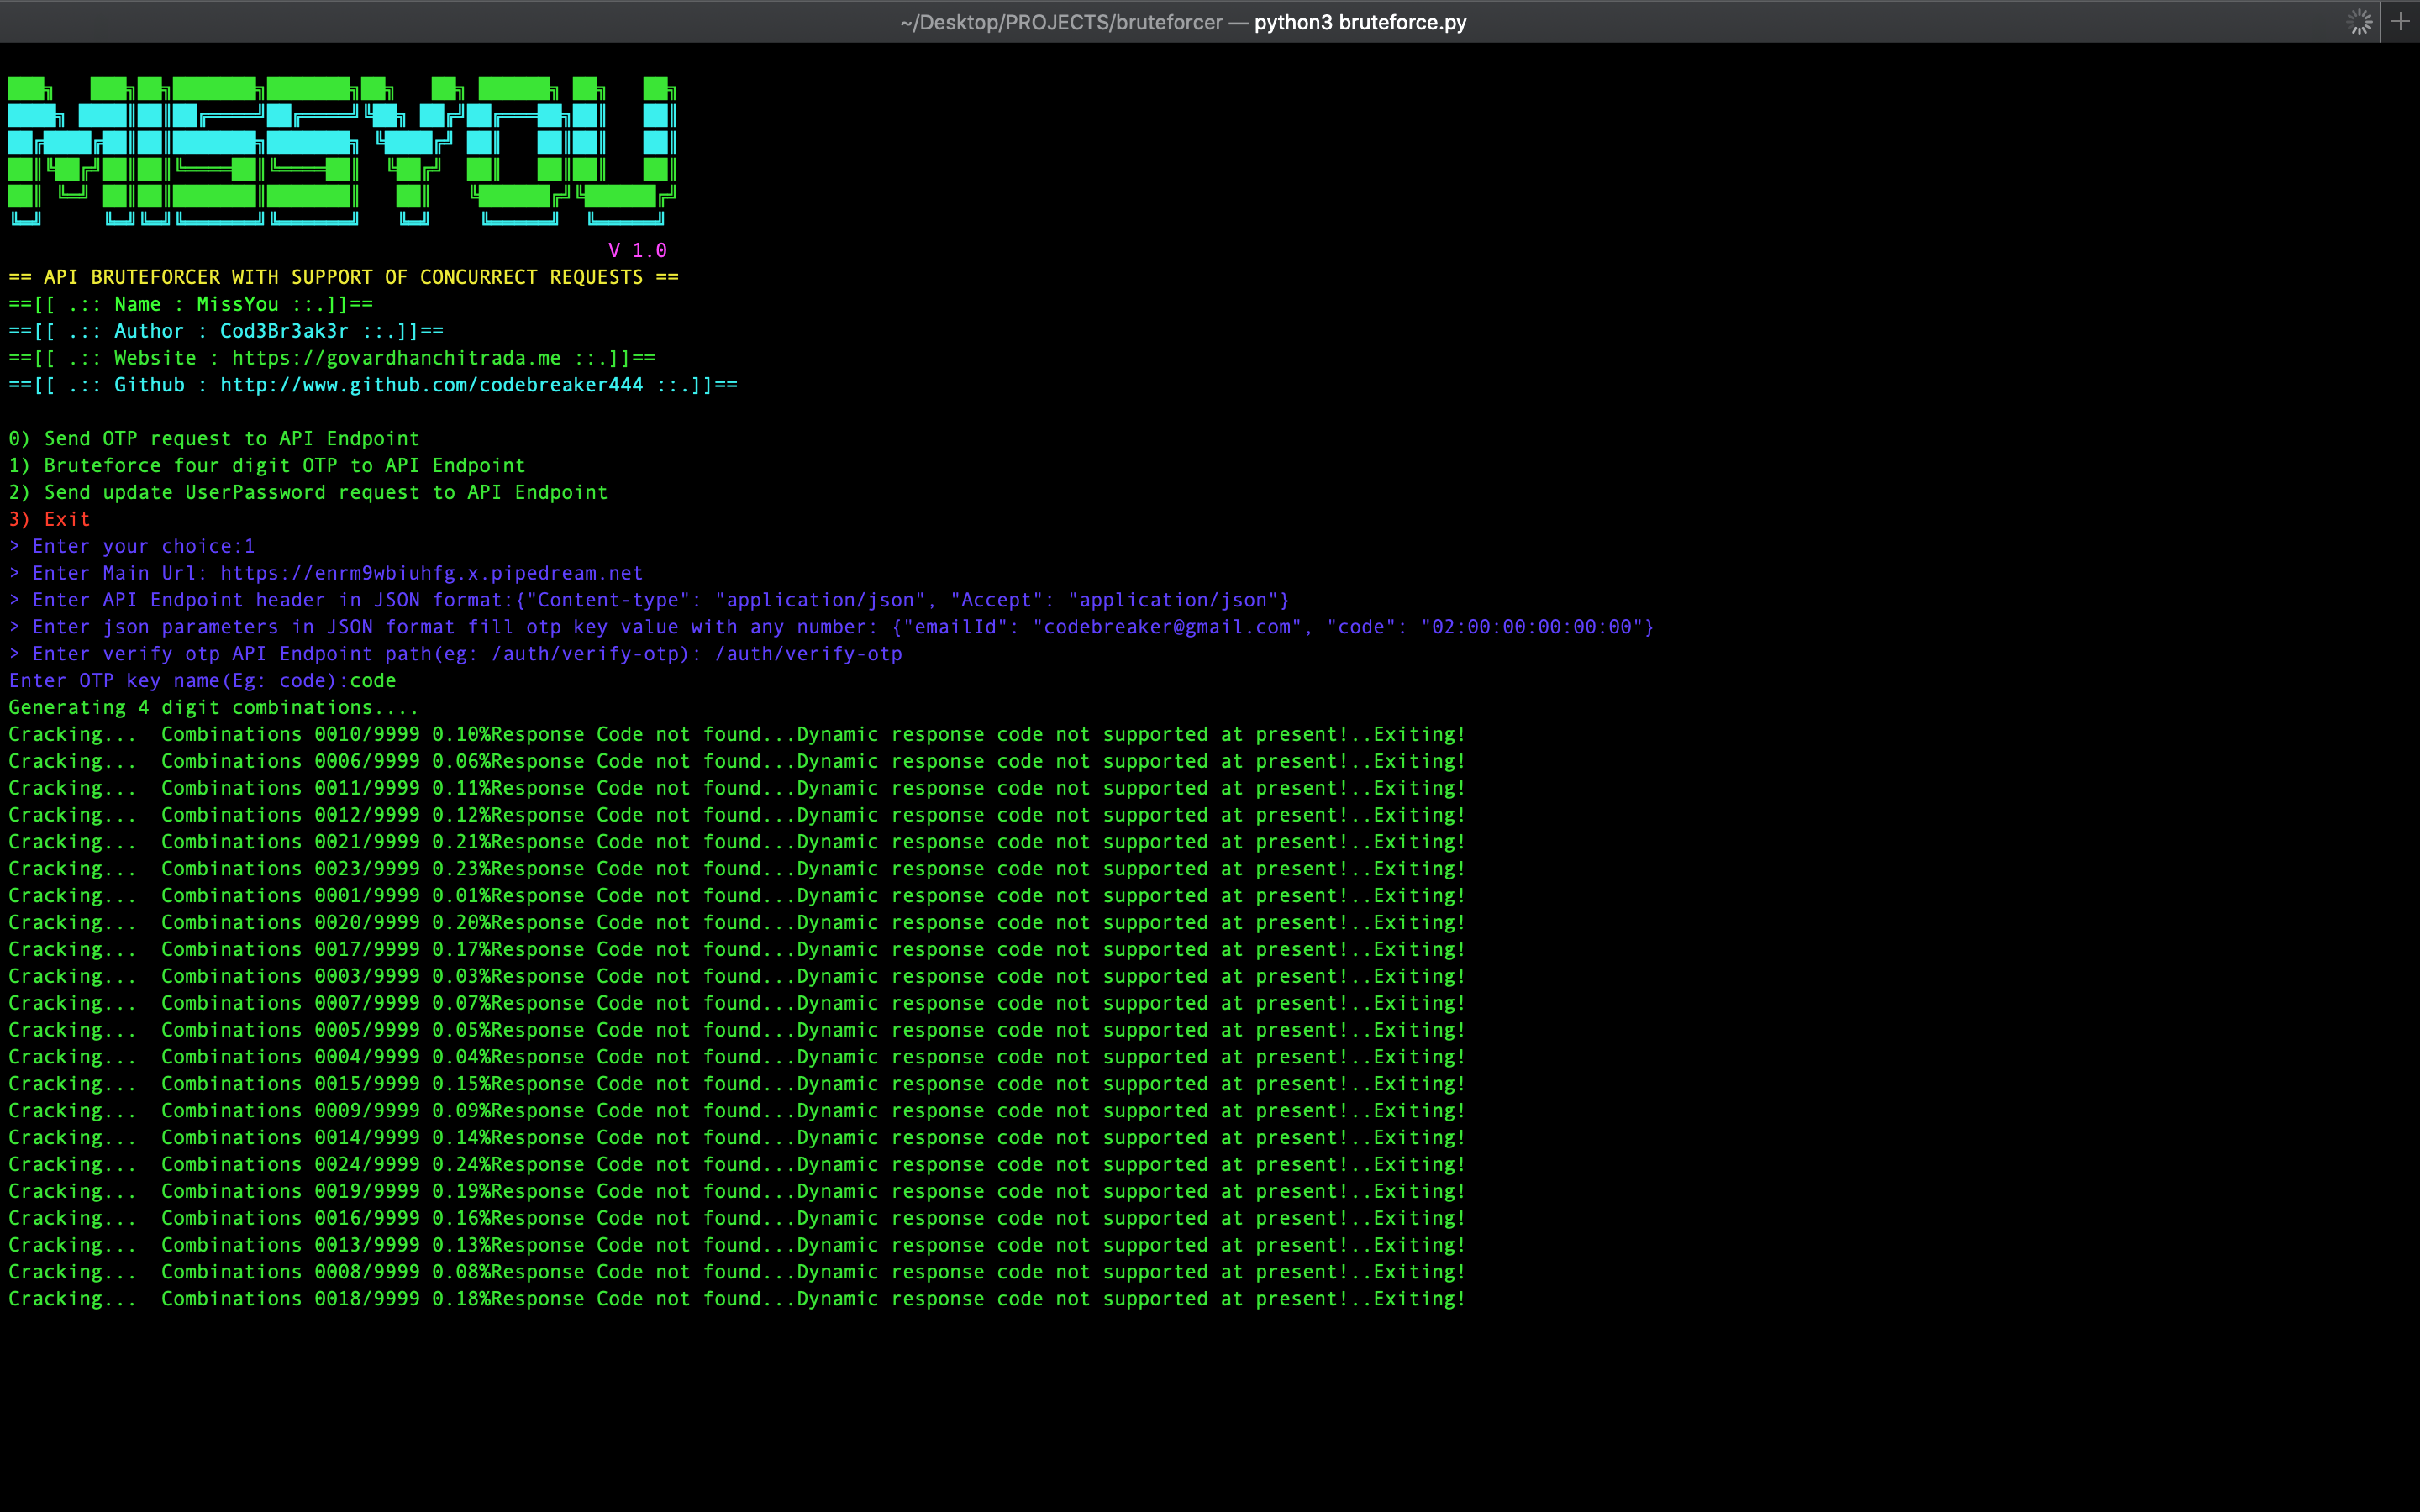 ~/Desktop/PROJECTS/bruteforcer — python3 bruteforce.py
MISSYOU
V 1.0
== API BRUTEFORCER WITH SUPPORT OF CONCURRECT REQUESTS ==
==[[ .:: Name : MissYou ::.]]==
==[[ .:: Author : Cod3Br3ak3r ::.]]==
==[[ .:: Website : https://govardhanchitrada.me ::.]]==
==[[ .:: Github : http://www.github.com/codebreaker444 ::.]]==
0) Send OTP request to API Endpoint
1) Bruteforce four digit OTP to API Endpoint
2) Send update UserPassword request to API Endpoint
3) Exit
> Enter your choice:1
> Enter Main Url: https://enrm9wbiuhfg.x.pipedream.net
> Enter API Endpoint header in JSON format:{"Content-type": "application/json", "Accept": "application/json"}
> Enter json parameters in JSON format fill otp key value with any number: {"emailId": "codebreaker@gmail.com", "code": "02:00:00:00:00:00"}
> Enter verify otp API Endpoint path(eg: /auth/verify-otp): /auth/verify-otp
Enter OTP key name(Eg: code):code
Generating 4 digit combinations....
Cracking...  Combinations 0010/9999 0.10%Response Code not found...Dynamic response code not supported at present!..Exiting!
Cracking...  Combinations 0006/9999 0.06%Response Code not found...Dynamic response code not supported at present!..Exiting!
Cracking...  Combinations 0011/9999 0.11%Response Code not found...Dynamic response code not supported at present!..Exiting!
Cracking...  Combinations 0012/9999 0.12%Response Code not found...Dynamic response code not supported at present!..Exiting!
Cracking...  Combinations 0021/9999 0.21%Response Code not found...Dynamic response code not supported at present!..Exiting!
Cracking...  Combinations 0023/9999 0.23%Response Code not found...Dynamic response code not supported at present!..Exiting!
Cracking...  Combinations 0001/9999 0.01%Response Code not found...Dynamic response code not supported at present!..Exiting!
Cracking...  Combinations 0020/9999 0.20%Response Code not found...Dynamic response code not supported at present!..Exiting!
Cracking...  Combinations 0017/9999 0.17%Response Code not found...Dynamic response code not supported at present!..Exiting!
Cracking...  Combinations 0003/9999 0.03%Response Code not found...Dynamic response code not supported at present!..Exiting!
Cracking...  Combinations 0007/9999 0.07%Response Code not found...Dynamic response code not supported at present!..Exiting!
Cracking...  Combinations 0005/9999 0.05%Response Code not found...Dynamic response code not supported at present!..Exiting!
Cracking...  Combinations 0004/9999 0.04%Response Code not found...Dynamic response code not supported at present!..Exiting!
Cracking...  Combinations 0015/9999 0.15%Response Code not found...Dynamic response code not supported at present!..Exiting!
Cracking...  Combinations 0009/9999 0.09%Response Code not found...Dynamic response code not supported at present!..Exiting!
Cracking...  Combinations 0014/9999 0.14%Response Code not found...Dynamic response code not supported at present!..Exiting!
Cracking...  Combinations 0024/9999 0.24%Response Code not found...Dynamic response code not supported at present!..Exiting!
Cracking...  Combinations 0019/9999 0.19%Response Code not found...Dynamic response code not supported at present!..Exiting!
Cracking...  Combinations 0016/9999 0.16%Response Code not found...Dynamic response code not supported at present!..Exiting!
Cracking...  Combinations 0013/9999 0.13%Response Code not found...Dynamic response code not supported at present!..Exiting!
Cracking...  Combinations 0008/9999 0.08%Response Code not found...Dynamic response code not supported at present!..Exiting!
Cracking...  Combinations 0018/9999 0.18%Response Code not found...Dynamic response code not supported at present!..Exiting!